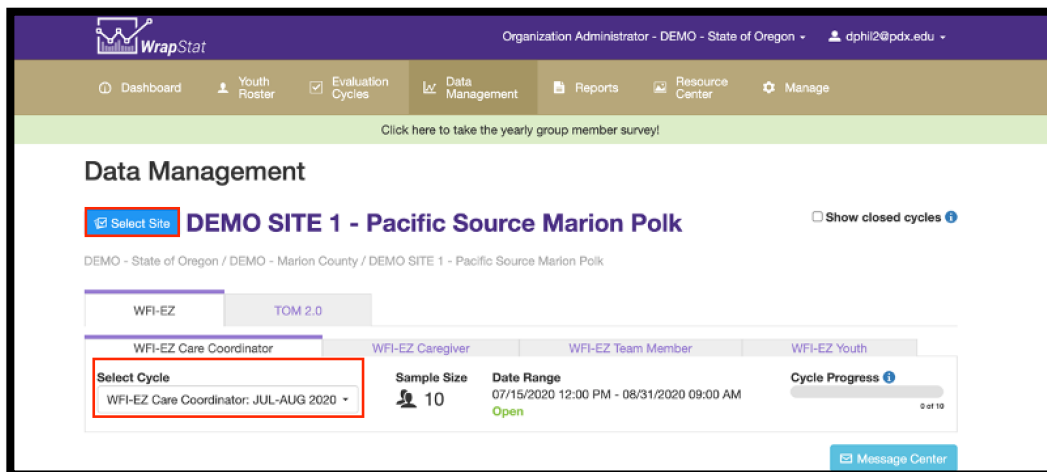 WrapStat
Organization Administrator - DEMO - State of Oregon
dphil2@pdx.edu
Dashboard
Youth
Roster
Evaluation
Cycles
Data
Management
Reports
Resource
Center
Manage
Click here to take the yearly group member survey!
Data Management
Select Site
DEMO SITE 1 - Pacific Source Marion Polk
Show closed cycles
DEMO - State of Oregon / DEMO - Marion County / DEMO SITE 1 - Pacific Source Marion Polk
WFI-EZ
TOM 2.0
WFI-EZ Care Coordinator
WFI-EZ Caregiver
WFI-EZ Team Member
WFI-EZ Youth
Select Cycle
WFI-EZ Care Coordinator: JUL-AUG 2020
Sample Size
10
Date Range
07/15/2020 12:00 PM - 08/31/2020 09:00 AM
Open
Cycle Progress
0 of 10
Message Center